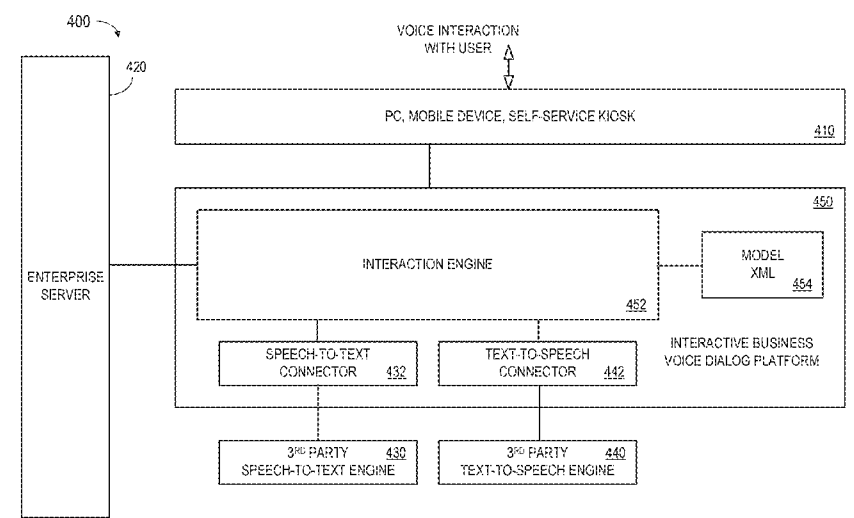 400
VOICE INTERACTION
WITH USER
420
PC, MOBILE DEVICE, SELF-SERVICE KIOSK
410
450
INTERACTION ENGINE
452
MODEL
XML
454
ENTERPRISE
SERVER
SPEECH-TO-TEXT
CONNECTOR 432
TEXT-TO-SPEECH
CONNECTOR 442
INTERACTIVE BUSINESS
VOICE DIALOG PLATFORM
3RD PARTY 430
SPEECH-TO-TEXT ENGINE
3RD PARTY 440
TEXT-TO-SPEECH ENGINE